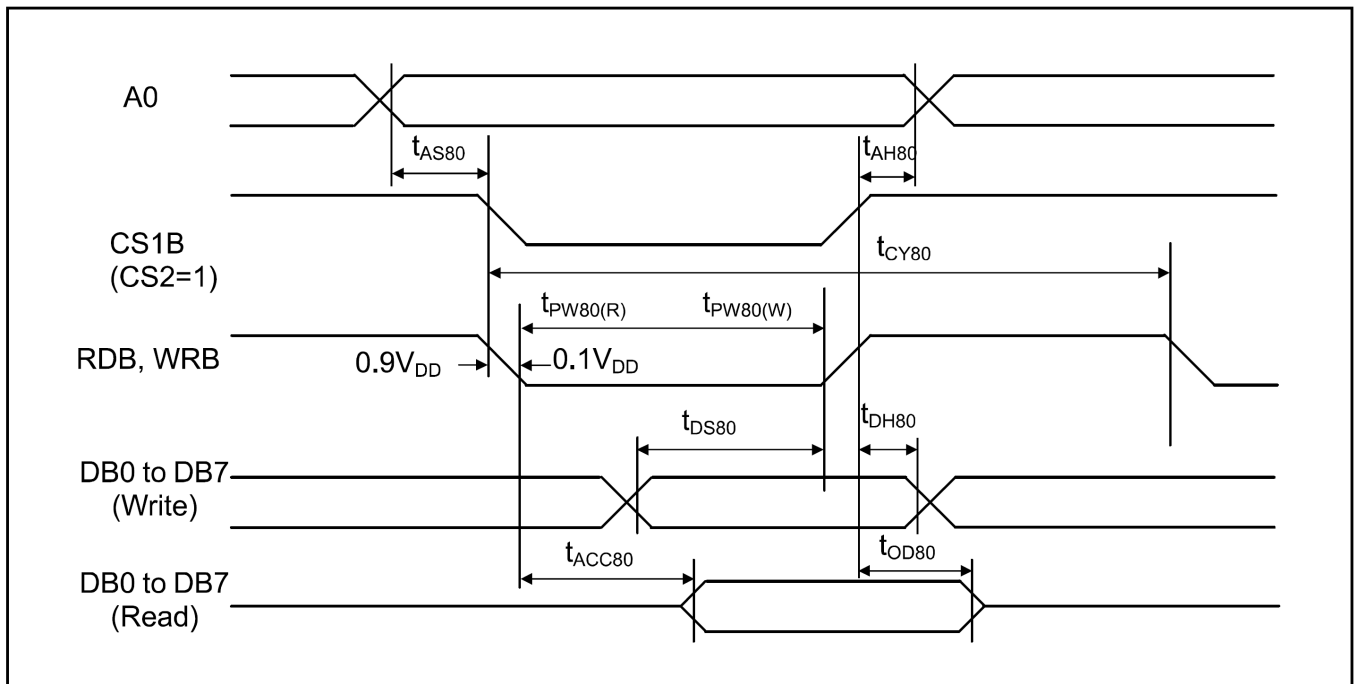 A0
tAS80
tAH80
CS1B
(CS2=1)
tCY80
tPW80(R)
tPW80(W)
RDB, WRB
0.9VDD
0.1VDD
tDS80
tDH80
DB0 to DB7
(Write)
tACC80
tOD80
DB0 to DB7
(Read)